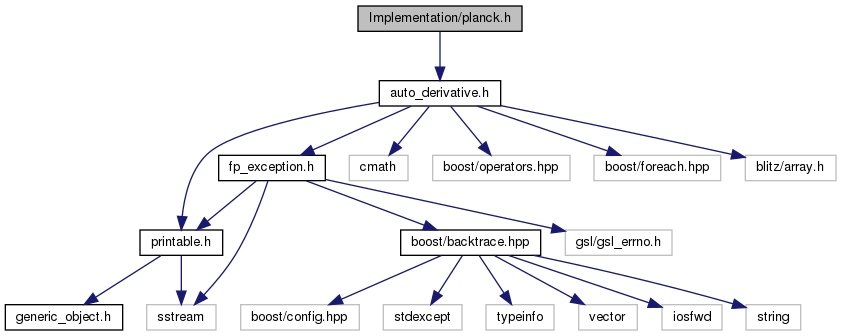 Implementation/planck.h
auto_derivative.h
fp_exception.h
cmath
boost/operators.hpp
boost/foreach.hpp
blitz/array.h
printable.h
boost/backtrace.hpp
gsl/gsl_errno.h
generic_object.h
sstream
boost/config.hpp
stdexcept
typeinfo
vector
iosfwd
string